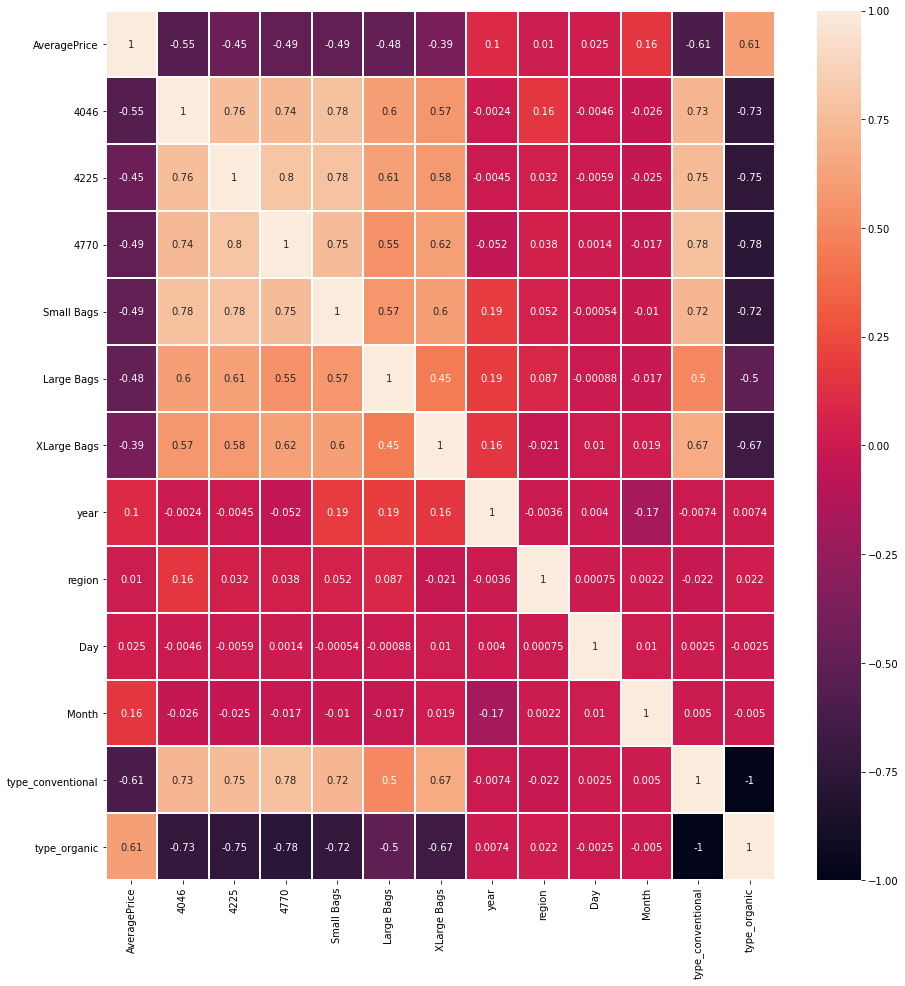 AveragePrice 1 -0.55 -0.45 -0.49 -0.49 -0.48 -0.39 0.1 0.01 0.025 0.16 -0.61 0.61
4046 -0.55 1 0.76 0.74 0.78 0.6 0.57 -0.0024 0.16 -0.0046 -0.026 0.73 -0.73
4225 -0.45 0.76 1 0.8 0.78 0.61 0.58 -0.0045 0.032 -0.0059 -0.025 0.75 -0.75
4770 -0.49 0.74 0.8 1 0.75 0.55 0.62 -0.052 0.038 0.0014 -0.017 0.78 -0.78
Small Bags -0.49 0.78 0.78 0.75 1 0.57 0.6 0.19 0.052 -0.00054 -0.01 0.72 -0.72
Large Bags -0.48 0.6 0.61 0.55 0.57 1 0.45 0.19 0.087 -0.00088 -0.017 0.5 -0.5
XLarge Bags -0.39 0.57 0.58 0.62 0.6 0.45 1 0.16 -0.021 0.01 0.019 0.67 -0.67
year 0.1 -0.0024 -0.0045 -0.052 0.19 0.19 0.16 1 -0.0036 0.004 -0.17 -0.0074 0.0074
region 0.01 0.16 0.032 0.038 0.052 0.087 -0.021 -0.0036 1 0.00075 0.0022 -0.022 0.022
Day 0.025 -0.0046 -0.0059 0.0014 -0.00054 -0.00088 0.01 0.004 0.00075 1 0.01 0.0025 -0.0025
Month 0.16 -0.026 -0.025 -0.017 -0.01 -0.017 0.019 -0.17 0.0022 0.01 1 0.005 -0.005
type_conventional -0.61 0.73 0.75 0.78 0.72 0.5 0.67 -0.0074 -0.022 0.0025 0.005 1 -1
type_organic 0.61 -0.73 -0.75 -0.78 -0.72 -0.5 -0.67 0.0074 0.022 -0.0025 -0.005 -1 1
AveragePrice
4046
4225
4770
Small Bags
Large Bags
XLarge Bags
year
region
Day
Month
type_conventional
type_organic
1.00
0.75
0.50
0.25
0.00
-0.25
-0.50
-0.75
-1.00